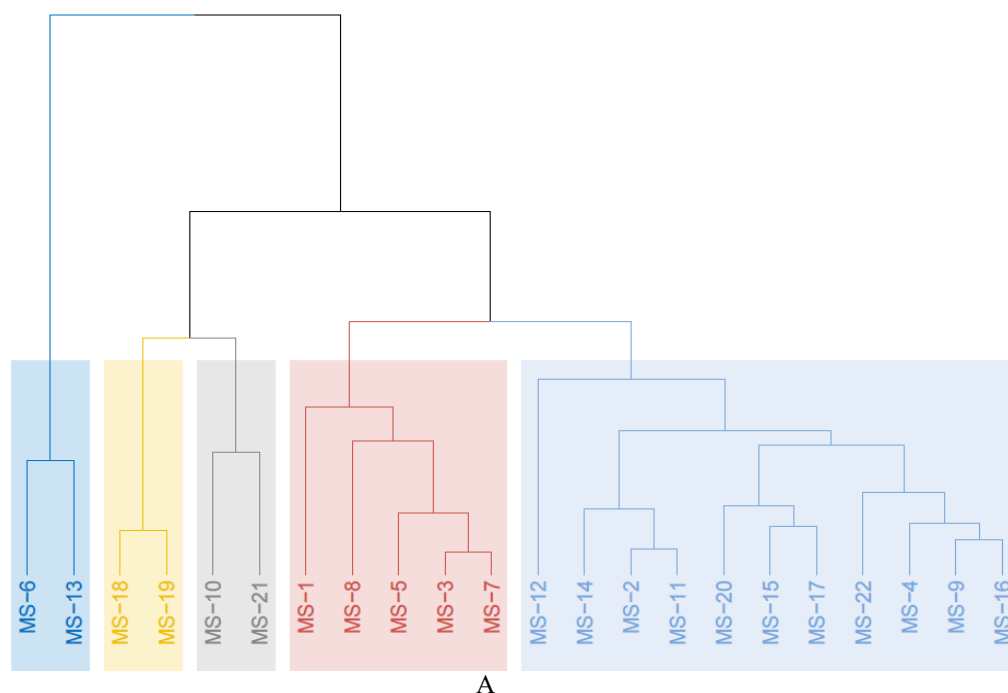 MS−6
MS−13
MS−18
MS−19
MS−10
MS−21
MS−1
MS−8
MS−5
MS−3
MS−7
MS−12
MS−14
MS−2
MS−11
MS−20
MS−15
MS−17
MS−22
MS−4
MS−9
MS−16
A